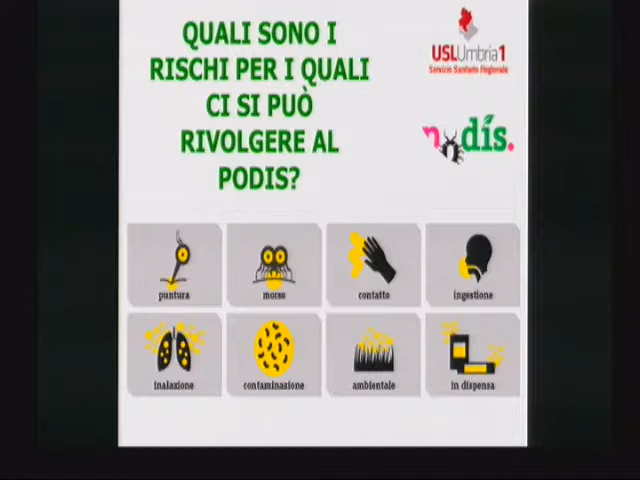 QUALI SONO I
RISCHI PER I QUALI
CI SI PUÒ
RIVOLGERE AL
PODIS?
USLUmbria1
Servizio Sanitario Regionale
dis.
puntura
morso
contatto
ingestione
inalazione
contaminazione
ambientale
in dispensa